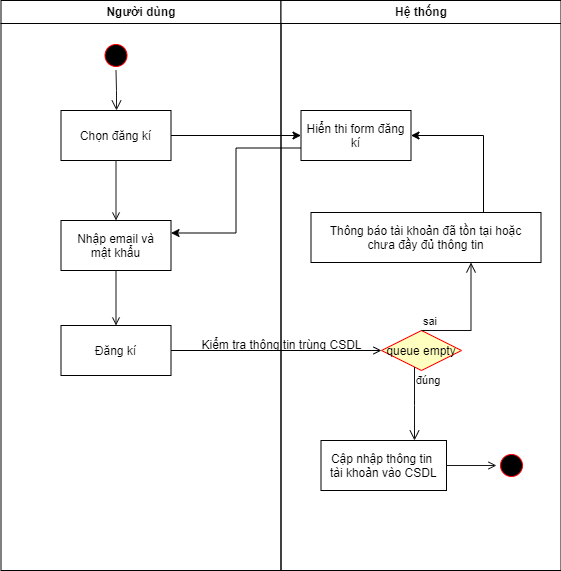 Người dùng
Hệ thống
Chọn đăng kí
Hiển thi form đăng
kí
Nhập email và
mật khẩu
Thông báo tài khoản đã tồn tại hoặc
chưa đầy đủ thông tin
sai
Đăng kí
Kiểm tra thông tin trùng CSDL
queue empty
đúng
Cập nhập thông tin
tài khoản vào CSDL